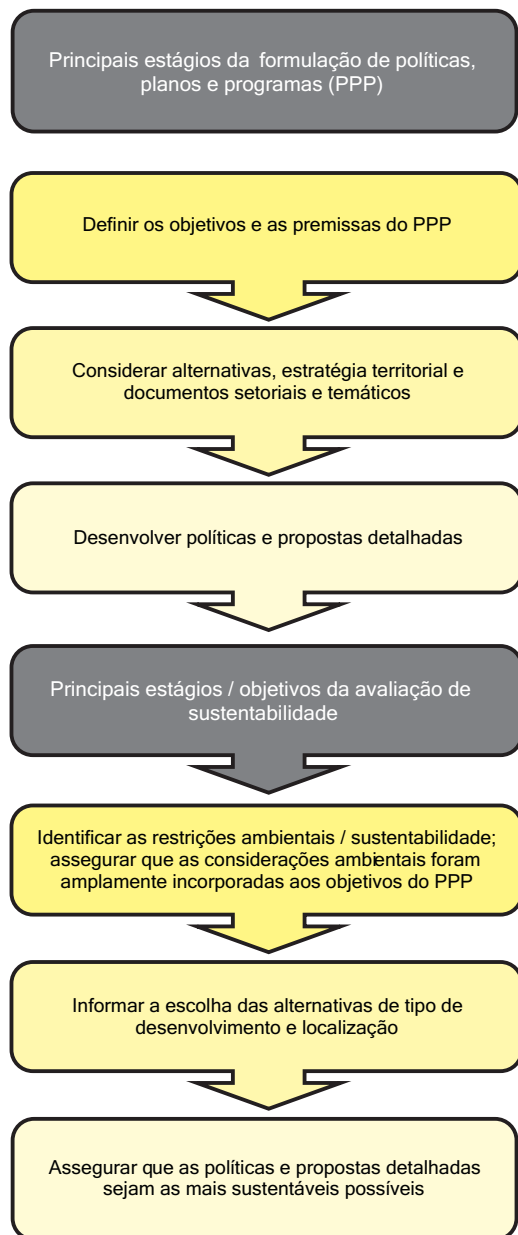 Principais estágios da formulação de políticas,
planos e programas (PPP)
Definir os objetivos e as premissas do PPP
Considerar alternativas, estratégia territorial e
documentos setoriais e temáticos
Desenvolver políticas e propostas detalhadas
Principais estágios / objetivos da avaliação de
sustentabilidade
Identificar as restrições ambientais / sustentabilidade;
assegurar que as considerações ambientais foram
amplamente incorporadas aos objetivos do PPP
Informar a escolha das alternativas de tipo de
desenvolvimento e localização
Assegurar que as políticas e propostas detalhadas
sejam as mais sustentáveis possíveis